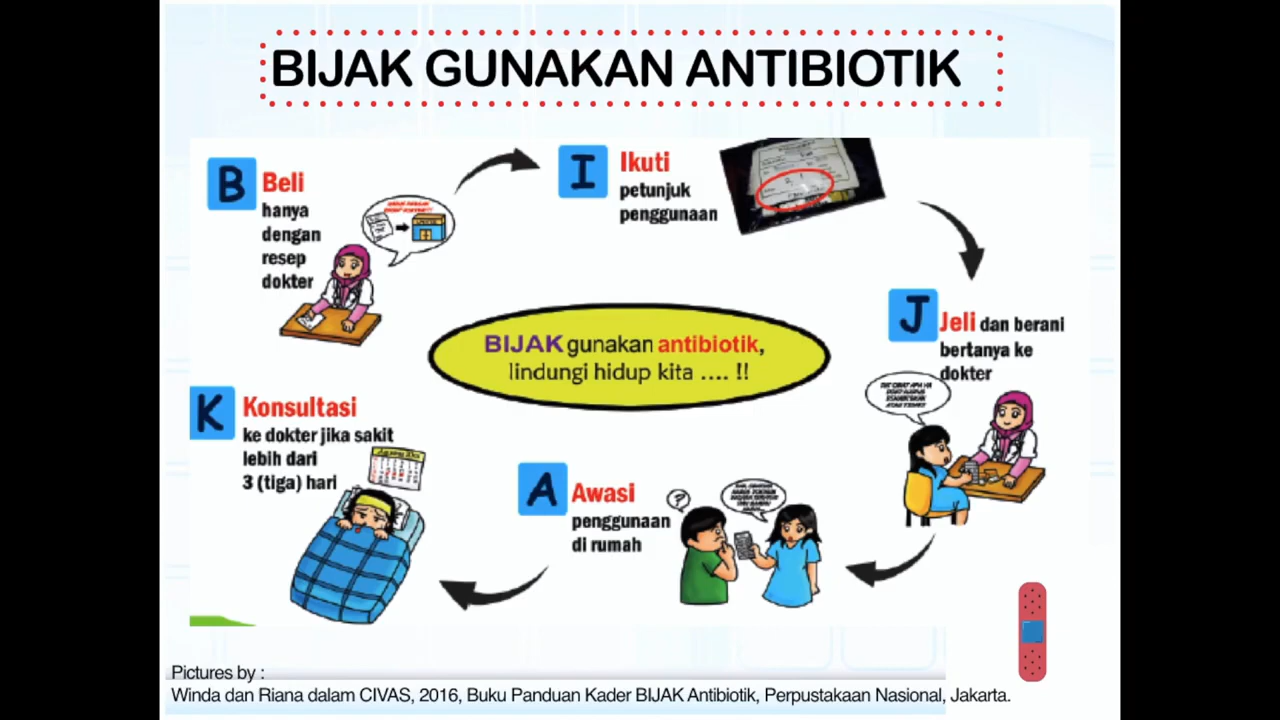 BIJAK GUNAKAN ANTIBIOTIK
B
Beli
hanya
dengan
resep
dokter
I
Ikuti
petunjuk
penggunaan
J
Jeli dan berani
bertanya ke
dokter
A
Awasi
penggunaan
di rumah
?
K
Konsultasi
ke dokter jika sakit
lebih dari
3 (tiga) hari
BIJAK gunakan antibiotik,
lindungi hidup kita .... !!
Pictures by :
Winda dan Riana dalam CIVAS, 2016, Buku Panduan Kader BIJAK Antibiotik, Perpustakaan Nasional, Jakarta.